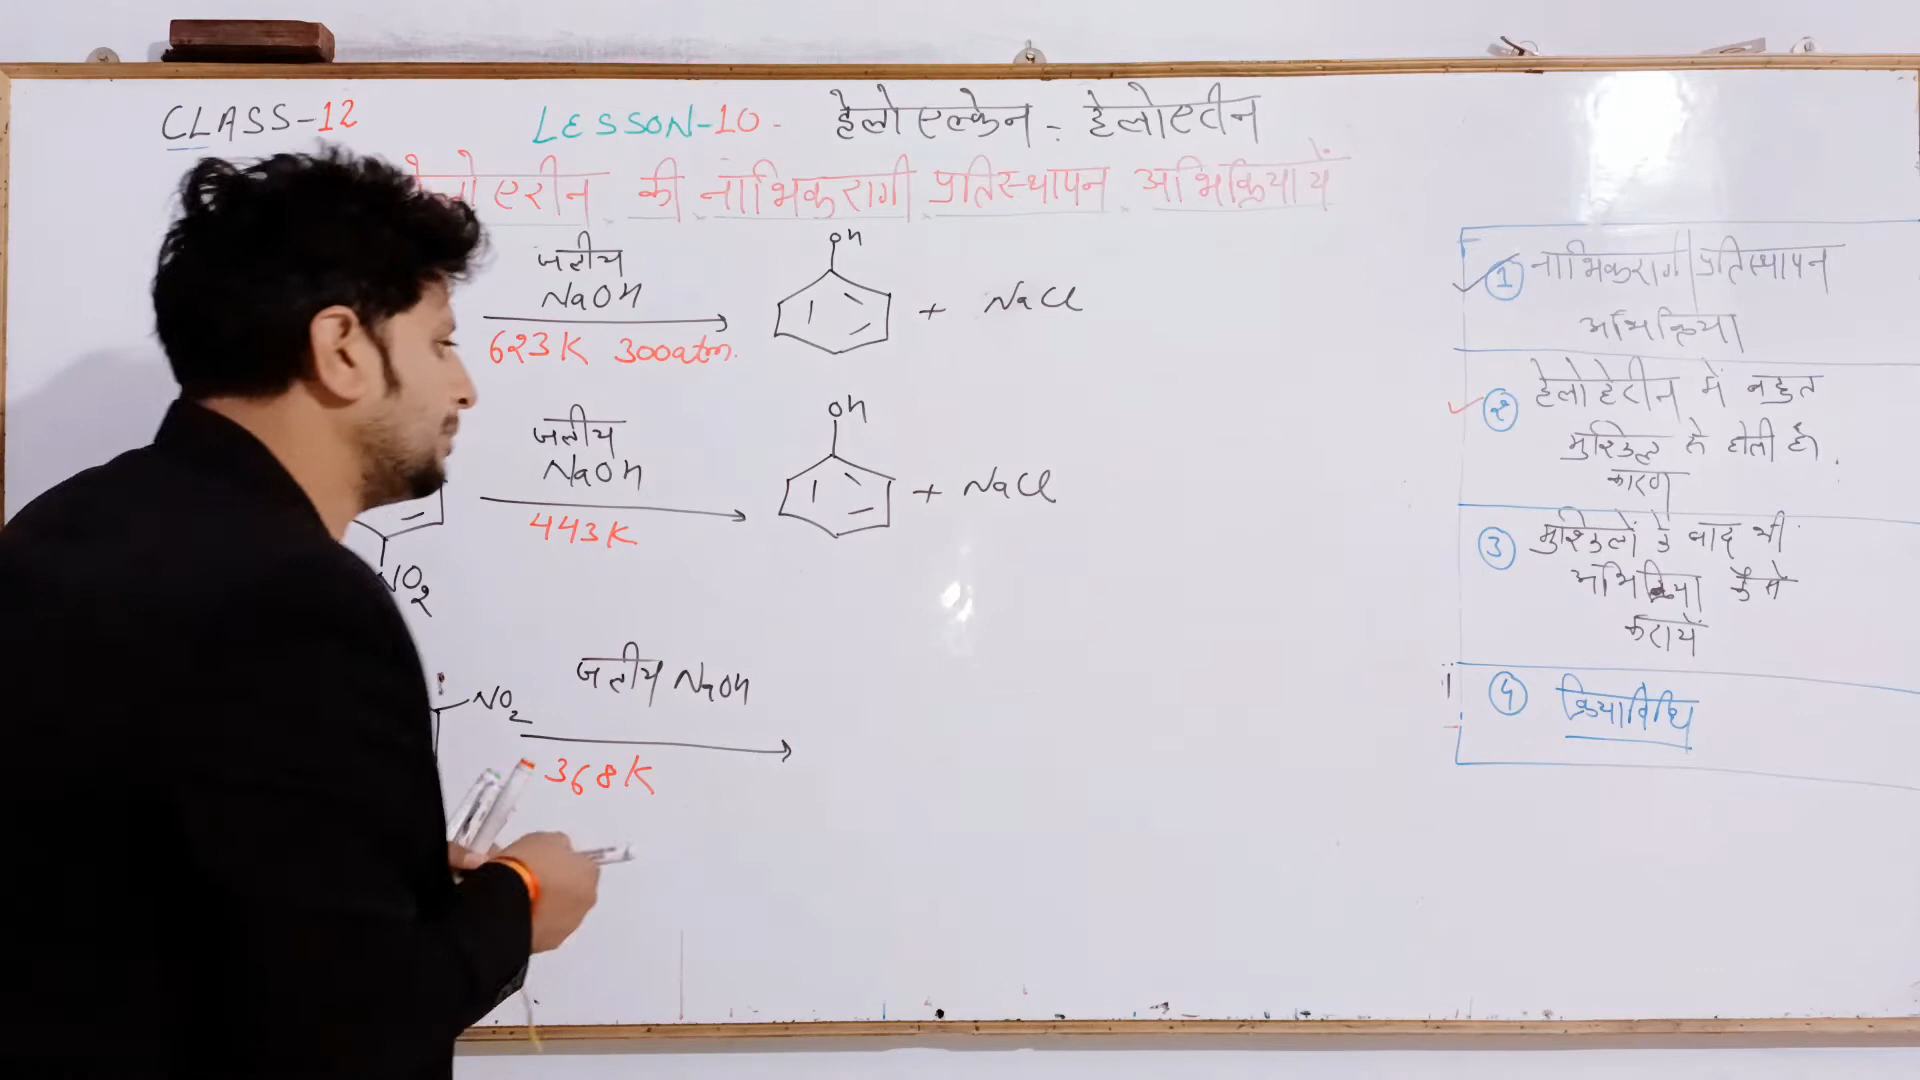 CLASS-12
LESSON-10- हैलोएल्केन - हैलोएरीन
एरीन की नाभिकरागी प्रतिस्थापन अभिक्रियायें
जलीय
NaOH
623K 300atm.
OH
+ NaCl
जलीय
NaOH
443K
OH
+ NaCl
NO2
NO2
जलीय NaOH
368K
1 नाभिकरागी प्रतिस्थापन
अभिक्रिया
2 हेलोहेरीन में बहुत
मुश्किल से होती है.
कारण
3 मुश्किलों के बाद भी
अभिक्रिया कैसे
करायें
4 क्रियाविधि